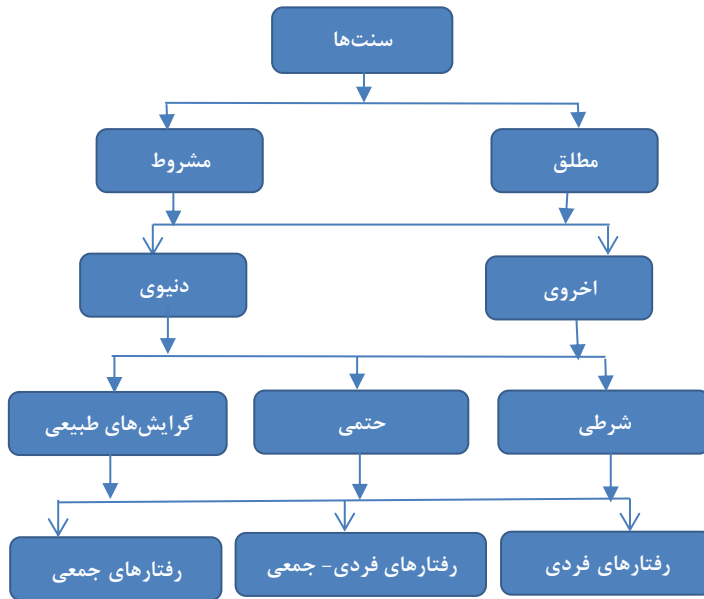 سنت‌ها
مطلق
مشروط
اخروی
دنیوی
شرطی
حتمی
گرایش‌های طبیعی
رفتارهای فردی
رفتارهای فردی- جمعی
رفتارهای جمعی